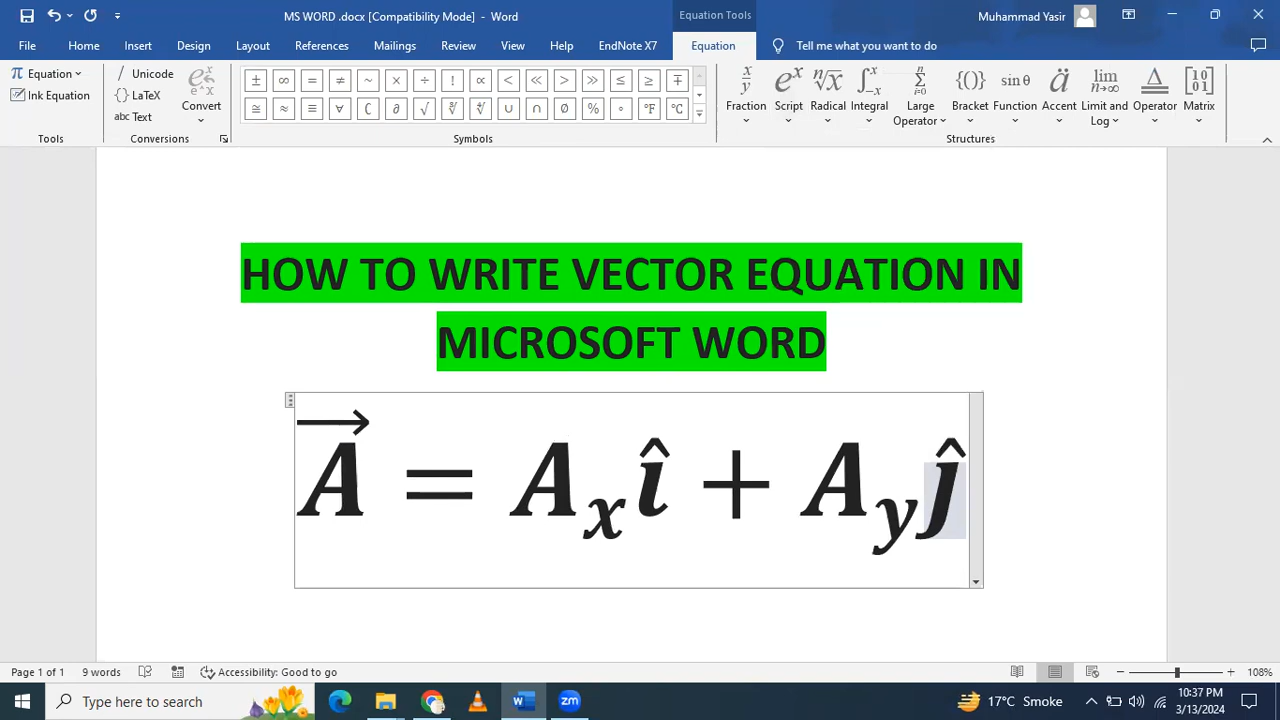 MS WORD .docx [Compatibility Mode] - Word
Equation Tools
Muhammad Yasir
File Home Insert Design Layout References Mailings Review View Help EndNote X7 Equation Tell me what you want to do
π Equation
Ink Equation
Tools
Unicode
LaTeX
abc Text
Convert
Conversions
± ∞ = ≠ ~ × ÷ ! ∝ < ≪ > ≫ ≤ ≥ ∓
≅ ≈ ≡ ∀ ∁ ∂ √ ∛ ∜ ∪ ∩ ∅ % ° °F °C
Symbols
Fraction Script Radical Integral Large Operator Bracket Function Accent Limit and Log Operator Matrix
Structures
HOW TO WRITE VECTOR EQUATION IN
MICROSOFT WORD
A⃗ = Aₓî + A_yĵ
Page 1 of 1 9 words Accessibility: Good to go 108%
Type here to search
zm
17°C Smoke
10:37 PM
3/13/2024